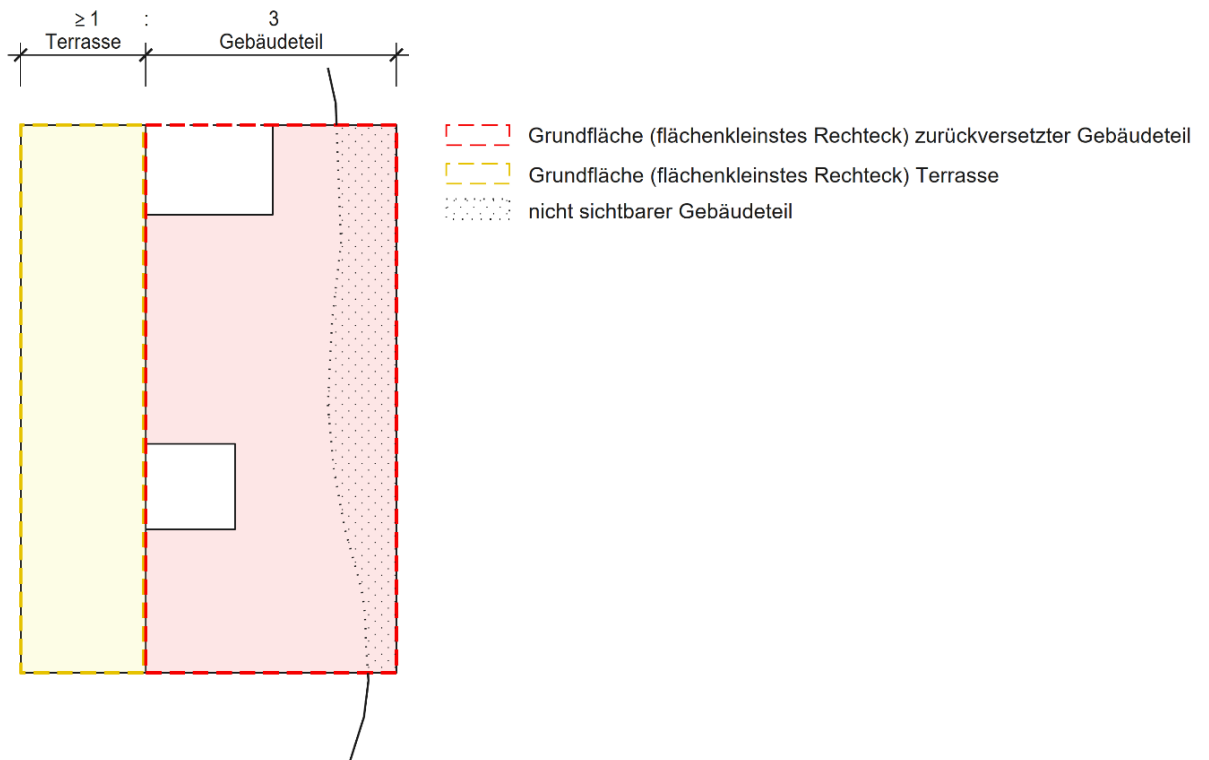 ≥ 1 : 3
Terrasse Gebäudeteil
Grundfläche (flächenkleinstes Rechteck) zurückversetzter Gebäudeteil
Grundfläche (flächenkleinstes Rechteck) Terrasse
nicht sichtbarer Gebäudeteil